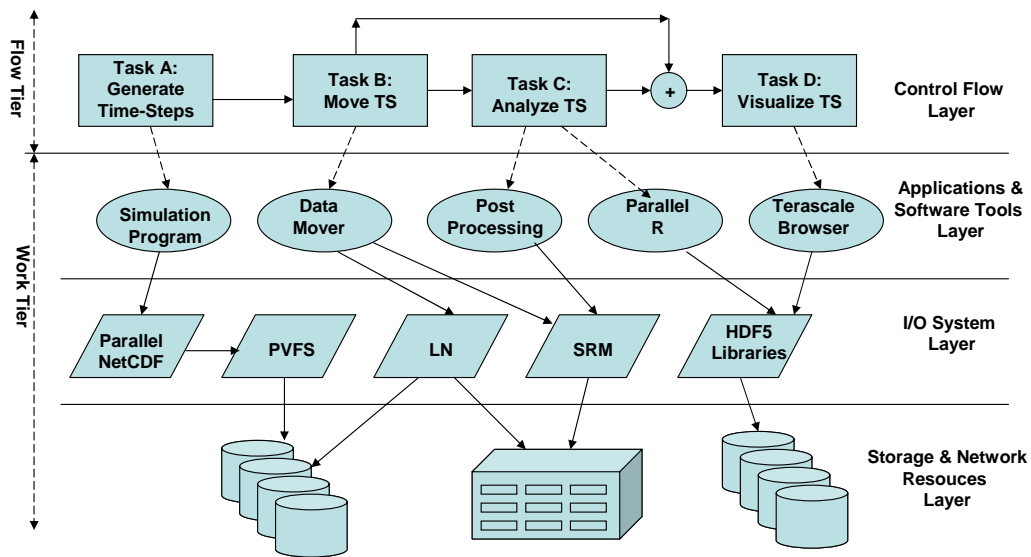 Flow Tier
Task A:
Generate
Time-Steps
Task B:
Move TS
Task C:
Analyze TS
+
Task D:
Visualize TS
Control Flow
Layer
Work Tier
Simulation
Program
Data
Mover
Post
Processing
Parallel
R
Terascale
Browser
Applications &
Software Tools
Layer
Parallel
NetCDF
PVFS
LN
SRM
HDF5
Libraries
I/O System
Layer
Storage & Network
Resouces
Layer